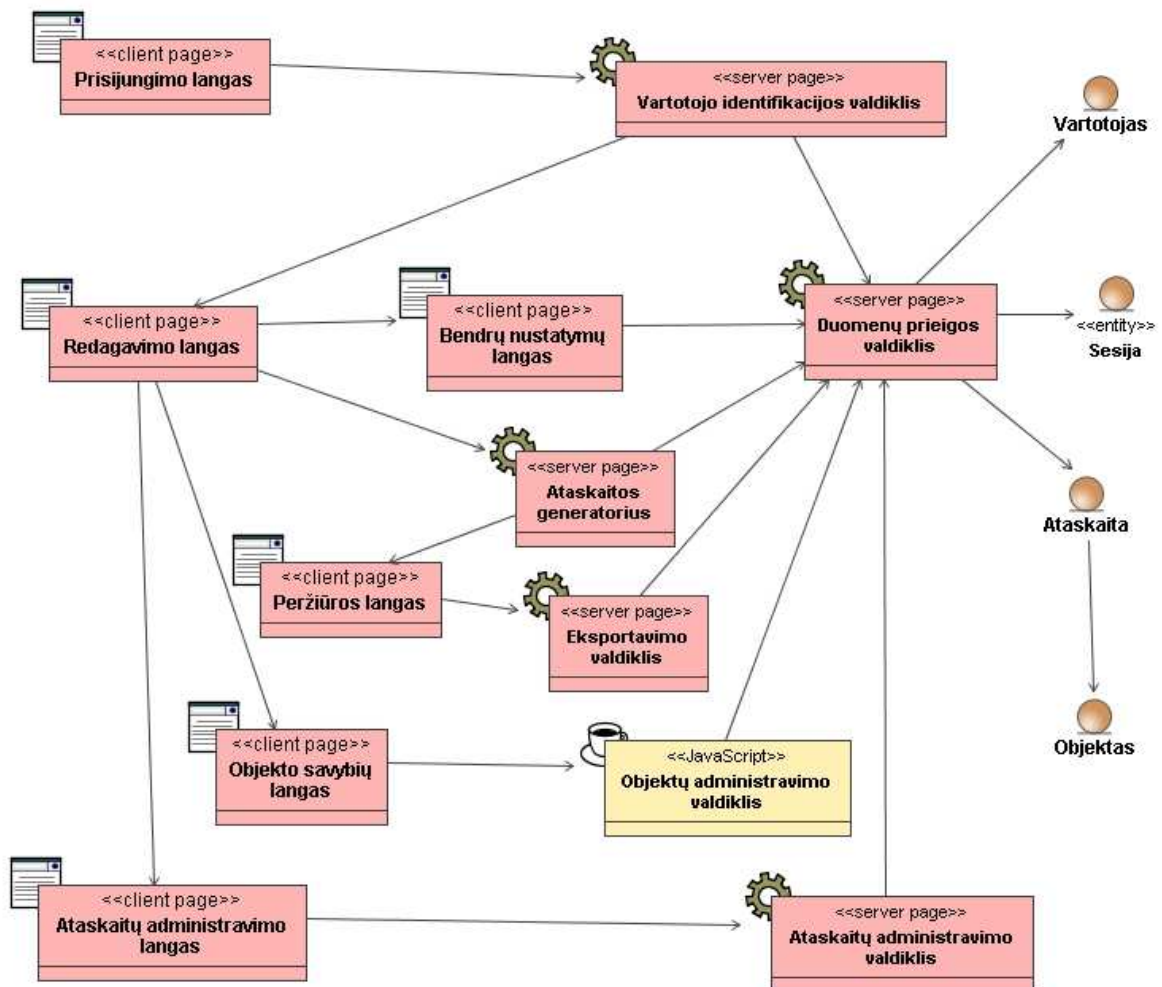 <<client page>>
Prisijungimo langas
<<server page>>
Vartotojo identifikacijos valdiklis
Vartotojas
<<client page>>
Redagavimo langas
<<client page>>
Bendrų nustatymų
langas
<<server page>>
Duomenų prieigos
valdiklis
<<entity>>
Sesija
<<server page>>
Ataskaitos
generatorius
Ataskaita
<<client page>>
Peržiūros langas
<<server page>>
Eksportavimo
valdiklis
<<client page>>
Objekto savybių
langas
<<JavaScript>>
Objektų administravimo
valdiklis
Objektas
<<client page>>
Ataskaitų administravimo
langas
<<server page>>
Ataskaitų administravimo
valdiklis